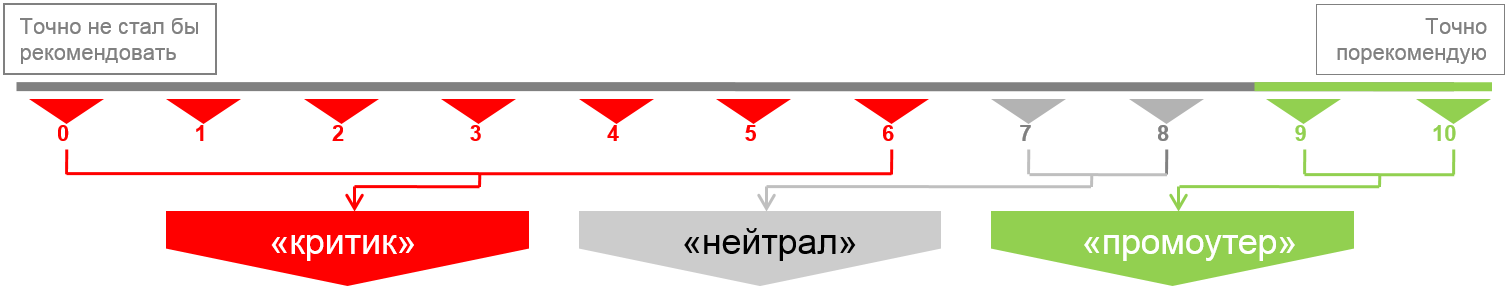 Точно не стал бы
рекомендовать
Точно
порекомендую
0 1 2 3 4 5 6 7 8 9 10
«критик» «нейтрал» «промоутер»